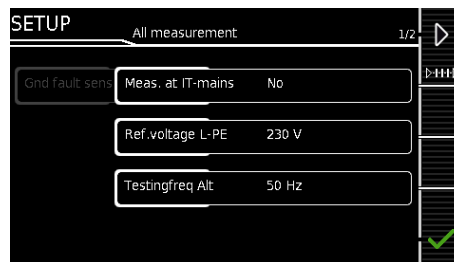 SETUP
All measurement 1/2
Gnd fault sens
Meas. at IT-mains No
Ref.voltage L-PE 230 V
Testingfreq Alt 50 Hz